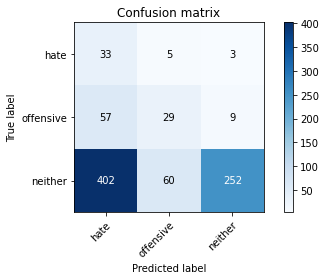 Confusion matrix
hate 33 5 3
offensive 57 29 9
neither 402 60 252
hate offensive neither
True label
Predicted label
400
350
300
250
200
150
100
50